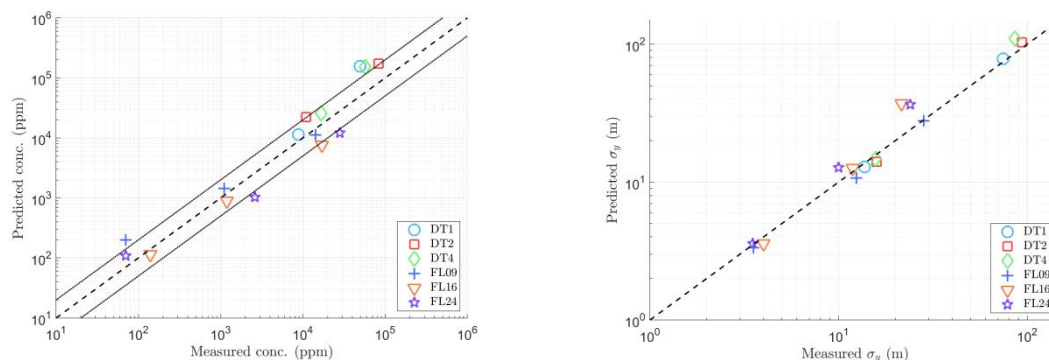 10^6
10^5
10^4
10^3
10^2
10^1
Predicted conc. (ppm)
10^1 10^2 10^3 10^4 10^5 10^6
Measured conc. (ppm)
DT1
DT2
DT4
FL09
FL16
FL24
10^2
10^1
10^0
Predicted σ_y (m)
10^0 10^1 10^2
Measured σ_y (m)
DT1
DT2
DT4
FL09
FL16
FL24